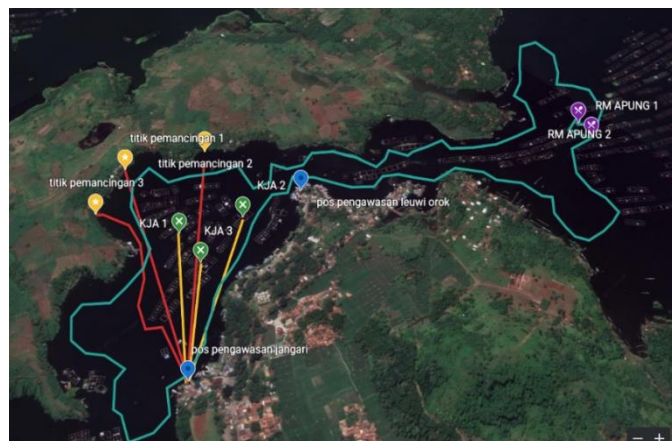 RM APUNG 1
titik pemancingan 1
RM APUNG 2
titik pemancingan 2
titik pemancingan 3
KJA 2
pos pengawasan leuwi orok
KJA 1
KJA 3
pos pengawasan jangari